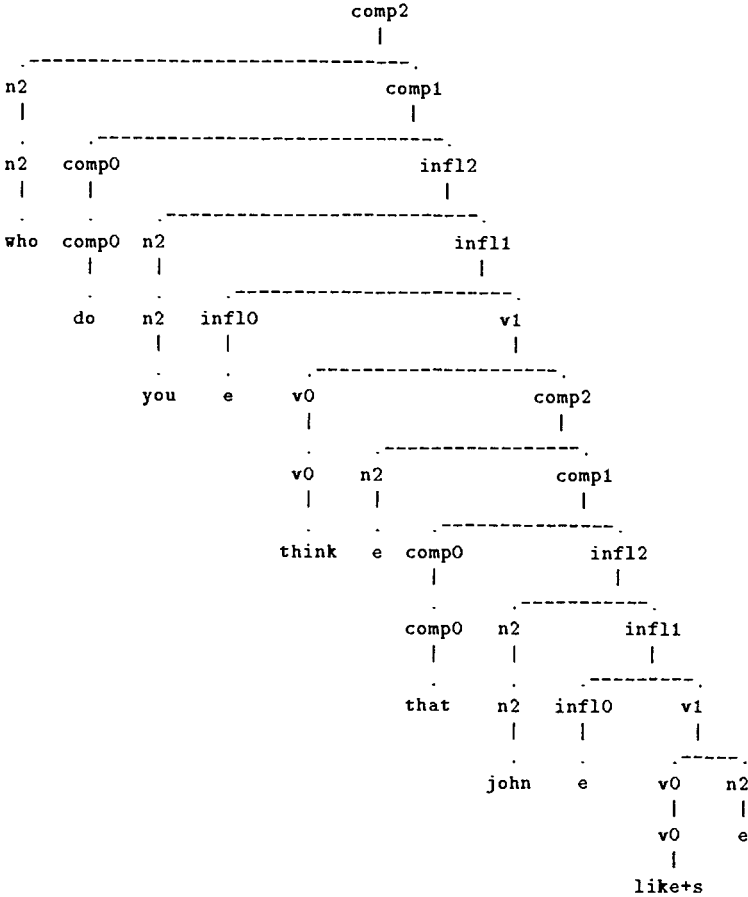 comp2
n2 comp1
n2 comp0 infl2
who comp0 n2 infl1
do n2 infl0 v1
you e v0 comp2
v0 n2 comp1
think e comp0 infl2
comp0 n2 infl1
that n2 infl0 v1
john e v0 n2
v0 e
like+s